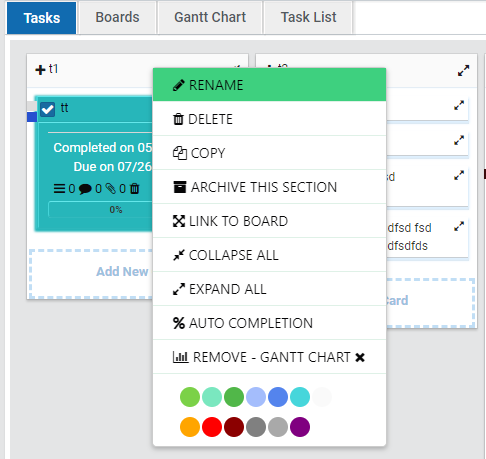 Tasks Boards Gantt Chart Task List
t1
tt
Completed on 05
Due on 07/26
0 0 0
0%
Add New
RENAME
DELETE
COPY
ARCHIVE THIS SECTION
LINK TO BOARD
COLLAPSE ALL
EXPAND ALL
AUTO COMPLETION
REMOVE - GANTT CHART
sd
dfsd fsd
dfsdfds
Card